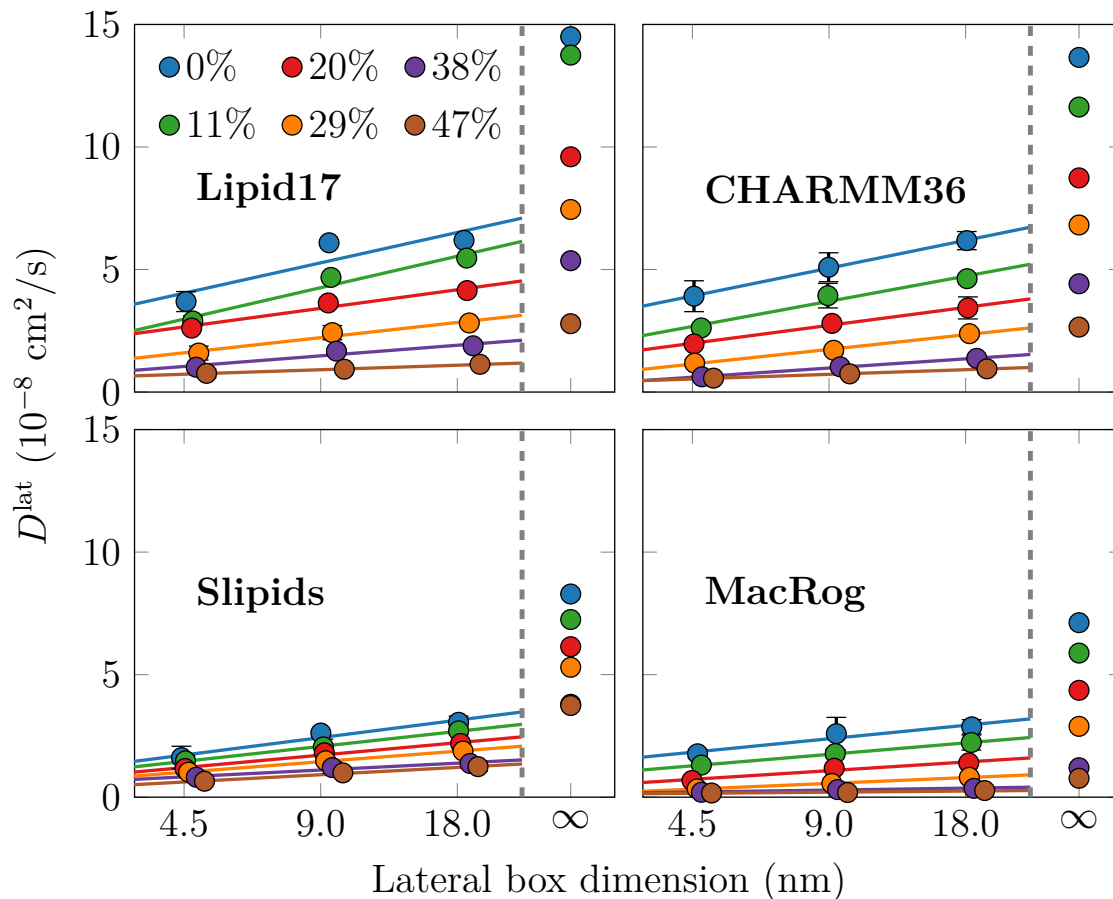 15
10
5
0
0% 20% 38%
11% 29% 47%
Lipid17
CHARMM36
15
10
5
0
Slipids
MacRog
4.5 9.0 18.0 ∞
4.5 9.0 18.0 ∞
D^lat (10^−8 cm^2/s)
Lateral box dimension (nm)